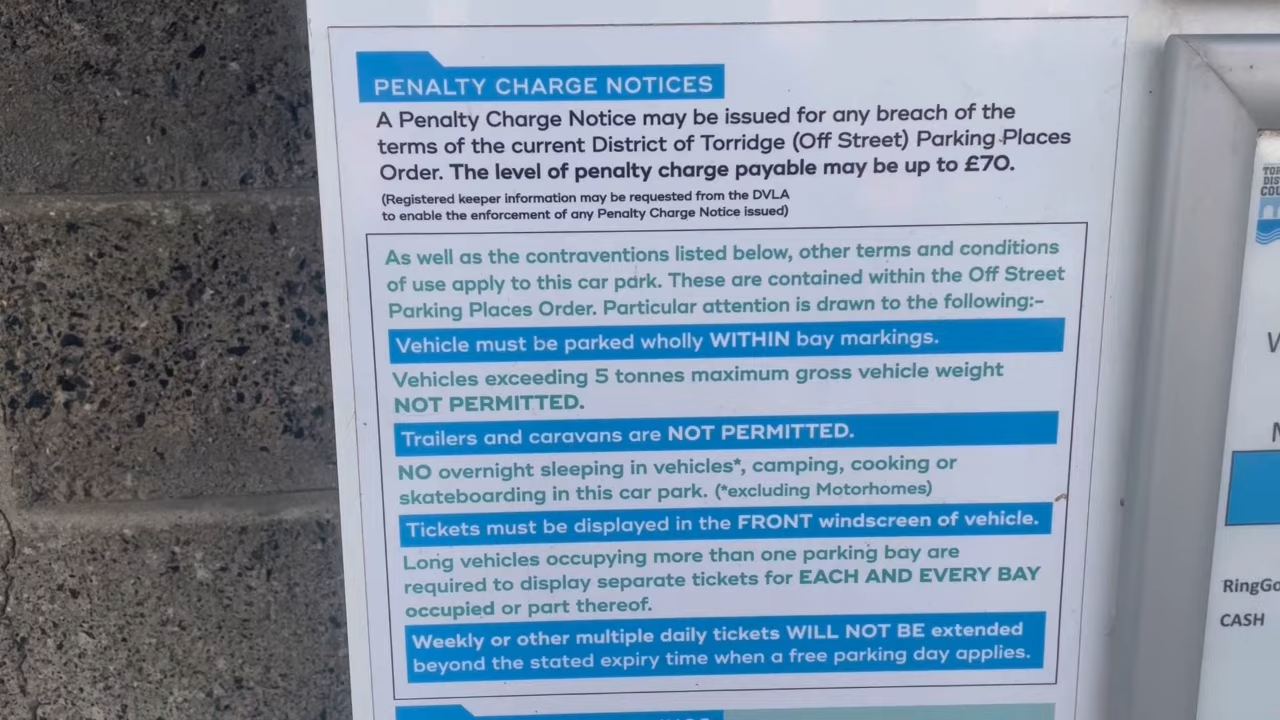 PENALTY CHARGE NOTICES
A Penalty Charge Notice may be issued for any breach of the
terms of the current District of Torridge (Off Street) Parking Places
Order. The level of penalty charge payable may be up to £70.
(Registered keeper information may be requested from the DVLA
to enable the enforcement of any Penalty Charge Notice issued)
As well as the contraventions listed below, other terms and conditions
of use apply to this car park. These are contained within the Off Street
Parking Places Order. Particular attention is drawn to the following:-
Vehicle must be parked wholly WITHIN bay markings.
Vehicles exceeding 5 tonnes maximum gross vehicle weight
NOT PERMITTED.
Trailers and caravans are NOT PERMITTED.
NO overnight sleeping in vehicles*, camping, cooking or
skateboarding in this car park. (*excluding Motorhomes)
Tickets must be displayed in the FRONT windscreen of vehicle.
Long vehicles occupying more than one parking bay are
required to display separate tickets for EACH AND EVERY BAY
occupied or part thereof.
Weekly or other multiple daily tickets WILL NOT BE extended
beyond the stated expiry time when a free parking day applies.
TOR
DIS
COU
RingGo
CASH